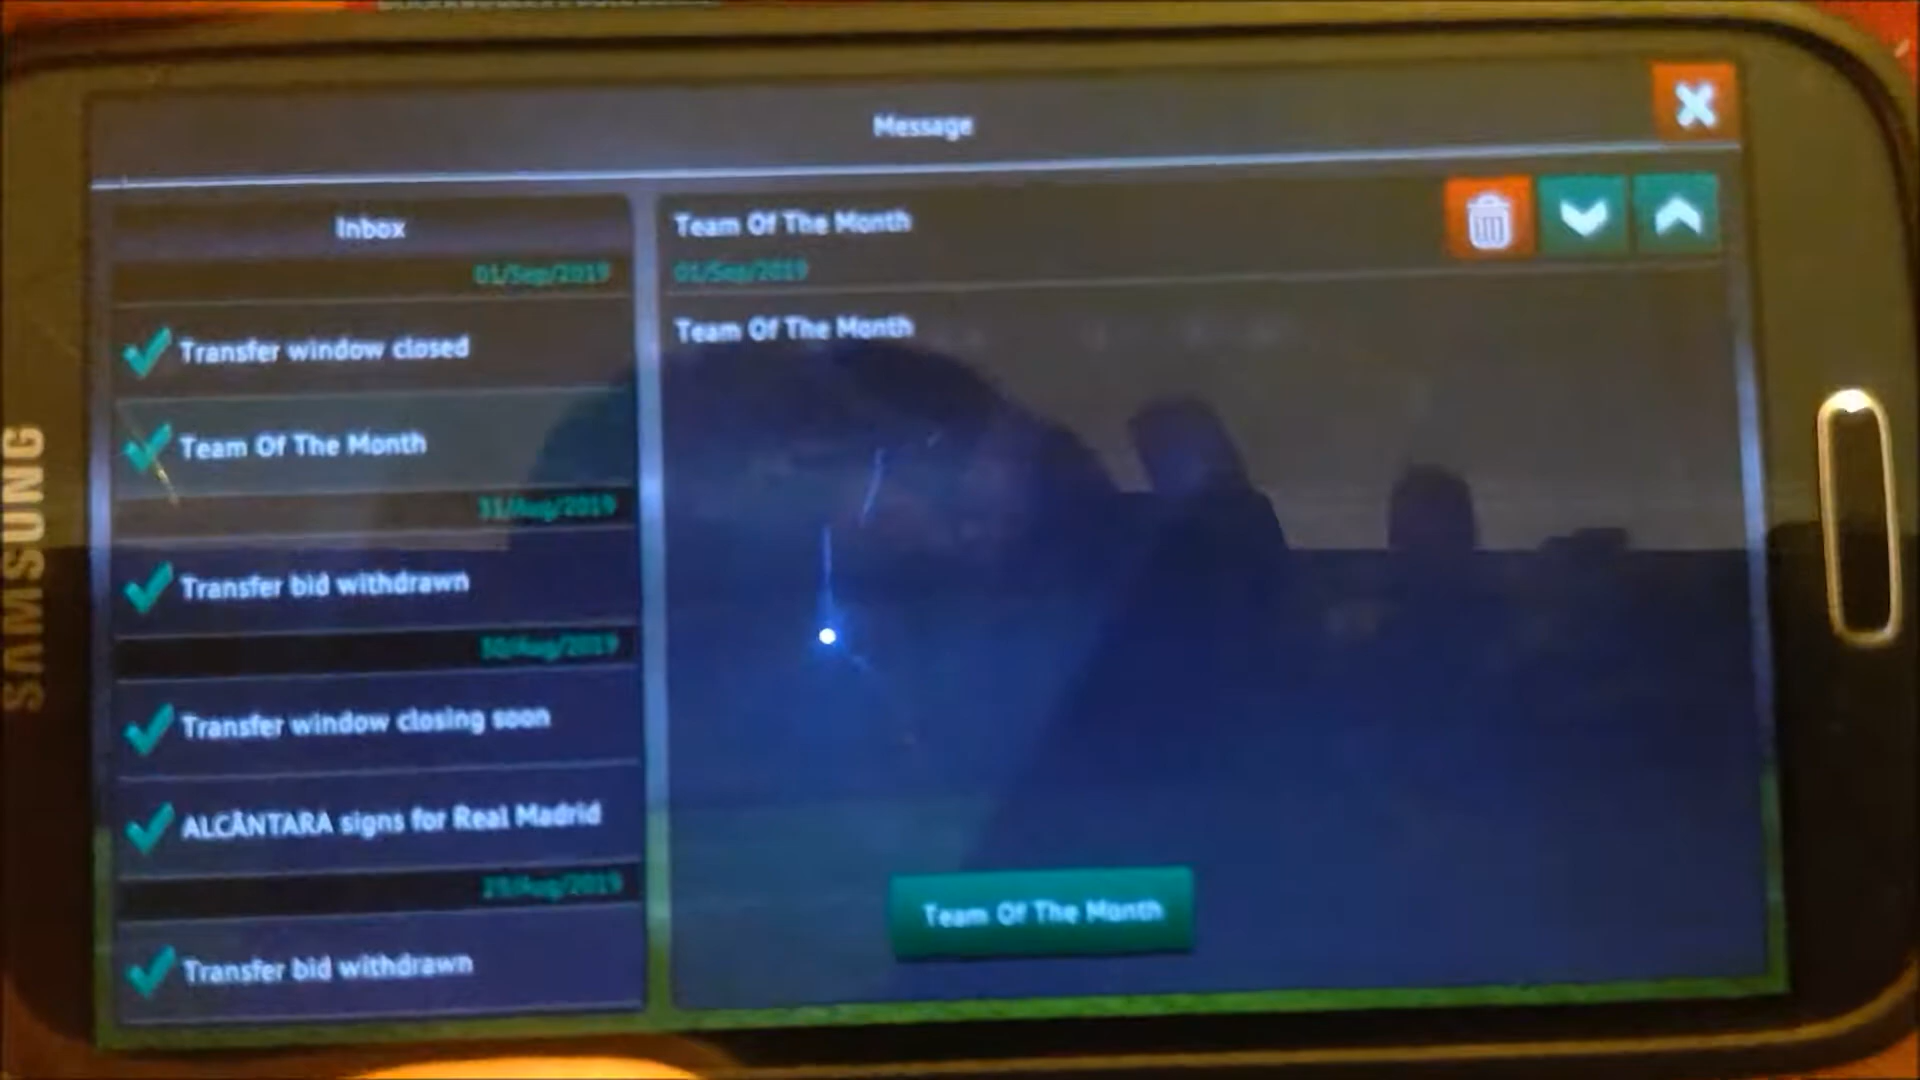 SAMSUNG
Message
Inbox
01/Sep/2019
Transfer window closed
Team Of The Month
31/Aug/2019
Transfer bid withdrawn
30/Aug/2019
Transfer window closing soon
ALCÂNTARA signs for Real Madrid
Transfer bid withdrawn
Team Of The Month
01/Sep/2019
Team Of The Month
Team Of The Month